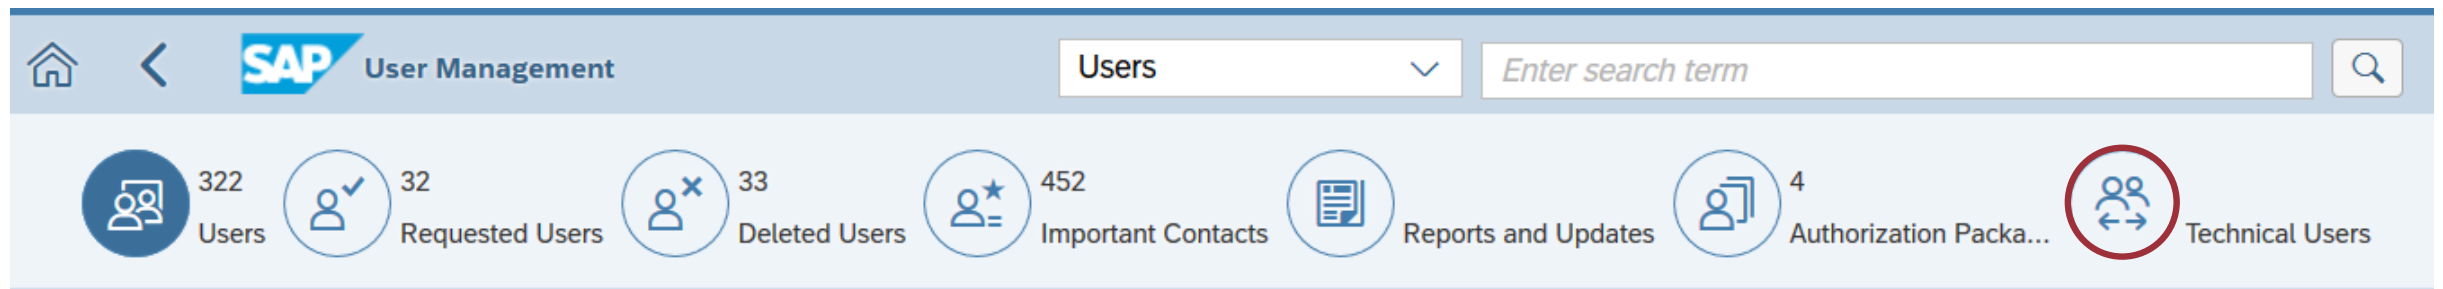 SAP User Management
Users
Enter search term
322
Users
32
Requested Users
33
Deleted Users
452
Important Contacts
Reports and Updates
4
Authorization Packa...
Technical Users